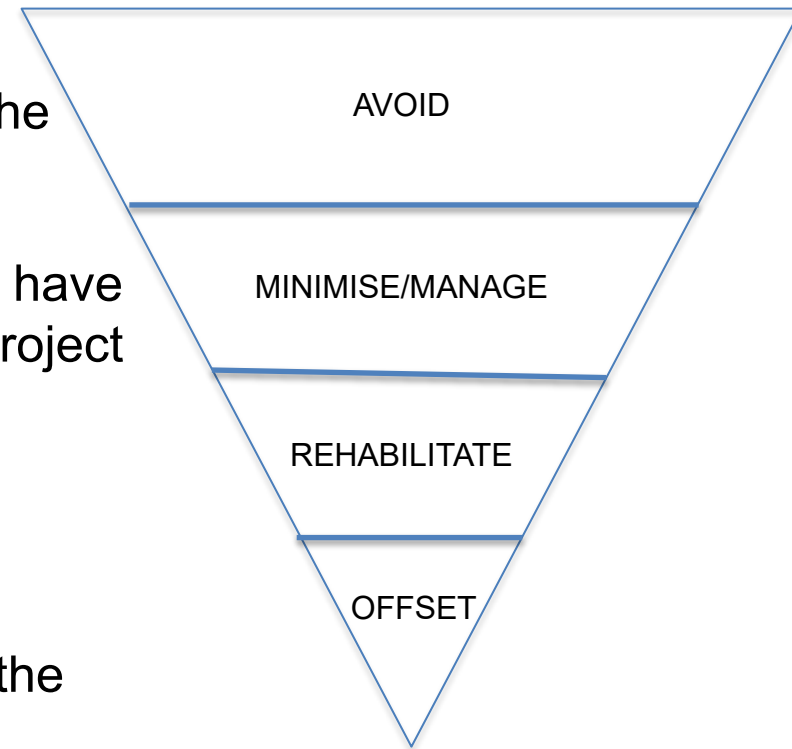 he
AVOID
have
MINIMISE/MANAGE
roject
REHABILITATE
OFFSET
the